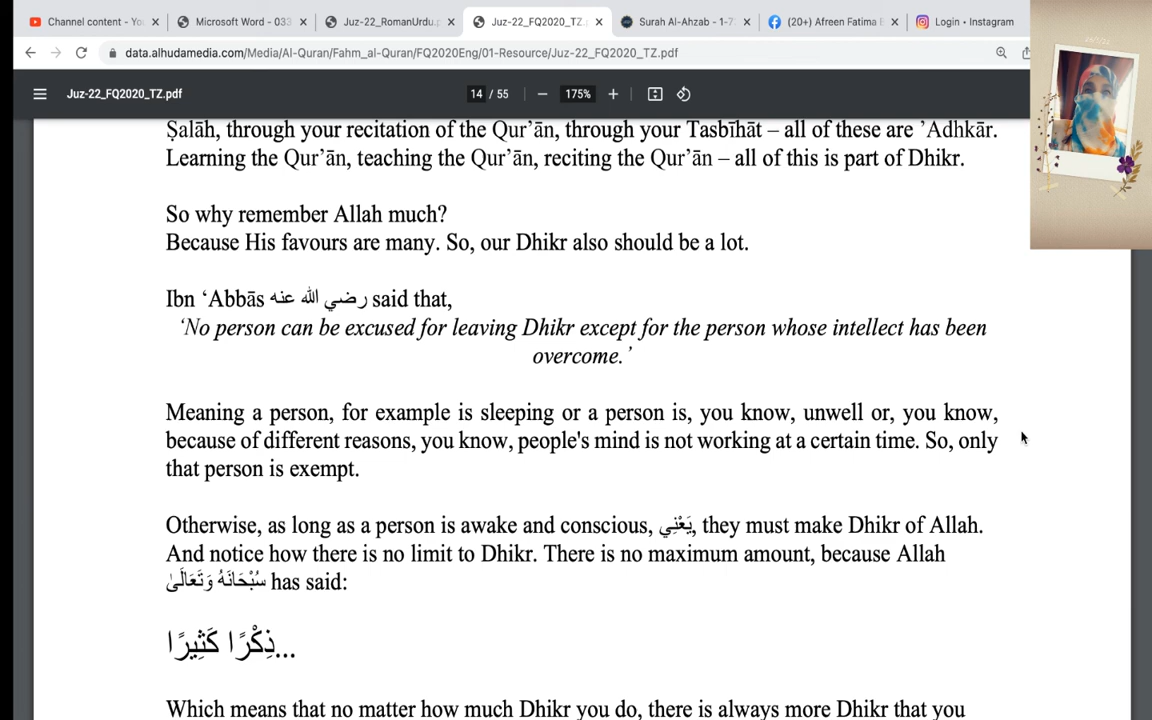 Channel content - Yo
Microsoft Word - 033
Juz-22_RomanUrdu.p
Juz-22_FQ2020_TZ.
Surah Al-Ahzab - 1-7
(20+) Afreen Fatima
Login • Instagram
data.alhudamedia.com/Media/Al-Quran/Fahm_al-Quran/FQ2020Eng/01-Resource/Juz-22_FQ2020_TZ.pdf
Juz-22_FQ2020_TZ.pdf
14 / 55
175%
Ṣalāh, through your recitation of the Qur’ān, through your Tasbīhāt – all of these are ’Adhkār.
Learning the Qur’ān, teaching the Qur’ān, reciting the Qur’ān – all of this is part of Dhikr.
So why remember Allah much?
Because His favours are many. So, our Dhikr also should be a lot.
Ibn ‘Abbās رضي الله عنه said that,
‘No person can be excused for leaving Dhikr except for the person whose intellect has been
overcome.’
Meaning a person, for example is sleeping or a person is, you know, unwell or, you know,
because of different reasons, you know, people's mind is not working at a certain time. So, only
that person is exempt.
Otherwise, as long as a person is awake and conscious, يَعْنِي, they must make Dhikr of Allah.
And notice how there is no limit to Dhikr. There is no maximum amount, because Allah
سُبْحَانَهُ وَتَعَالَىٰ has said:
...ذِكْرًا كَثِيرًا
Which means that no matter how much Dhikr you do, there is always more Dhikr that you